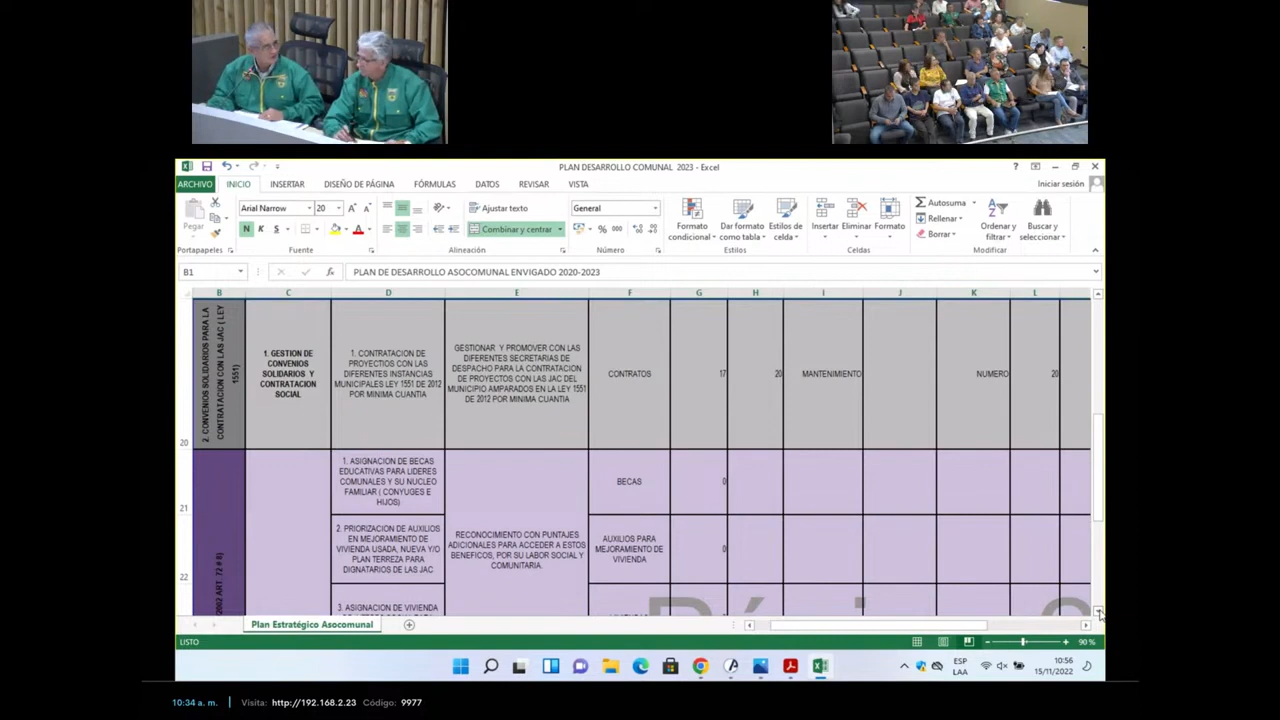 PLAN DESARROLLO COMUNAL 2023 - Excel
ARCHIVO INICIO INSERTAR DISEÑO DE PÁGINA FÓRMULAS DATOS REVISAR VISTA
Iniciar sesión
Pegar
Portapapeles
Arial Narrow 20
N K S
Fuente
Ajustar texto
Combinar y centrar
Alineación
General
% 000
Número
Formato condicional
Dar formato como tabla
Estilos de celda
Estilos
Insertar Eliminar Formato
Celdas
Autosuma
Rellenar
Borrar
Ordenar y filtrar
Buscar y seleccionar
Modificar
B1
PLAN DE DESARROLLO ASOCOMUNAL ENVIGADO 2020-2023
B C D E F G H I J K L
20
2. CONVENIOS SOLIDARIOS PARA LA
CONTRATACION CON LAS JAC ( LEY
1551)
1. GESTION DE
CONVENIOS
SOLIDARIOS Y
CONTRATACION
SOCIAL
1. CONTRATACION DE
PROYECTIOS CON LAS
DIFERENTES INSTANCIAS
MUNICIPALES LEY 1551 DE 2012
POR MINIMA CUANTIA
GESTIONAR Y PROMOVER CON LAS
DIFERENTES SECRETARIAS DE
DESPACHO PARA LA CONTRATACION
DE PROYECTOS CON LAS JAC DEL
MUNICIPIO AMPARADOS EN LA LEY 1551
DE 2012 POR MINIMA CUANTIA
CONTRATOS
17
20
MANTENIMIENTO
NUMERO
20
21
1. ASIGNACION DE BECAS
EDUCATIVAS PARA LIDERES
COMUNALES Y SU NUCLEO
FAMILIAR ( CONYUGES E
HIJOS)
BECAS
0
22
2002 ART. 72 # 8)
2. PRIORIZACION DE AUXILIOS
EN MEJORAMIENTO DE
VIVIENDA USADA, NUEVA Y/O
PLAN TERREZA PARA
DIGNATARIOS DE LAS JAC
RECONOCIMIENTO CON PUNTAJES
ADICIONALES PARA ACCEDER A ESTOS
BENEFICOS, POR SU LABOR SOCIAL Y
COMUNITARIA.
AUXILIOS PARA
MEJORAMIENTO DE
VIVIENDA
0
3. ASIGNACION DE VIVIENDA
Plan Estratégico Asocomunal
LISTO
90 %
ESP
LAA
10:56
15/11/2022
10:34 a. m. Visita: http://192.168.2.23 Código: 9977